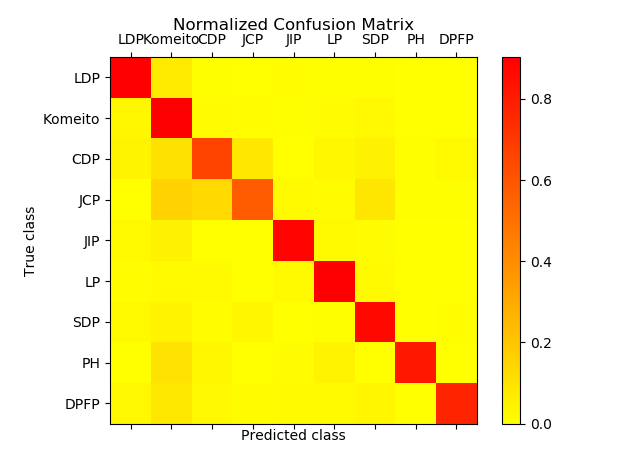 Normalized Confusion Matrix
LDP Komeito CDP JCP JIP LP SDP PH DPFP
LDP
Komeito
CDP
JCP
JIP
LP
SDP
PH
DPFP
True class
Predicted class
0.8
0.6
0.4
0.2
0.0